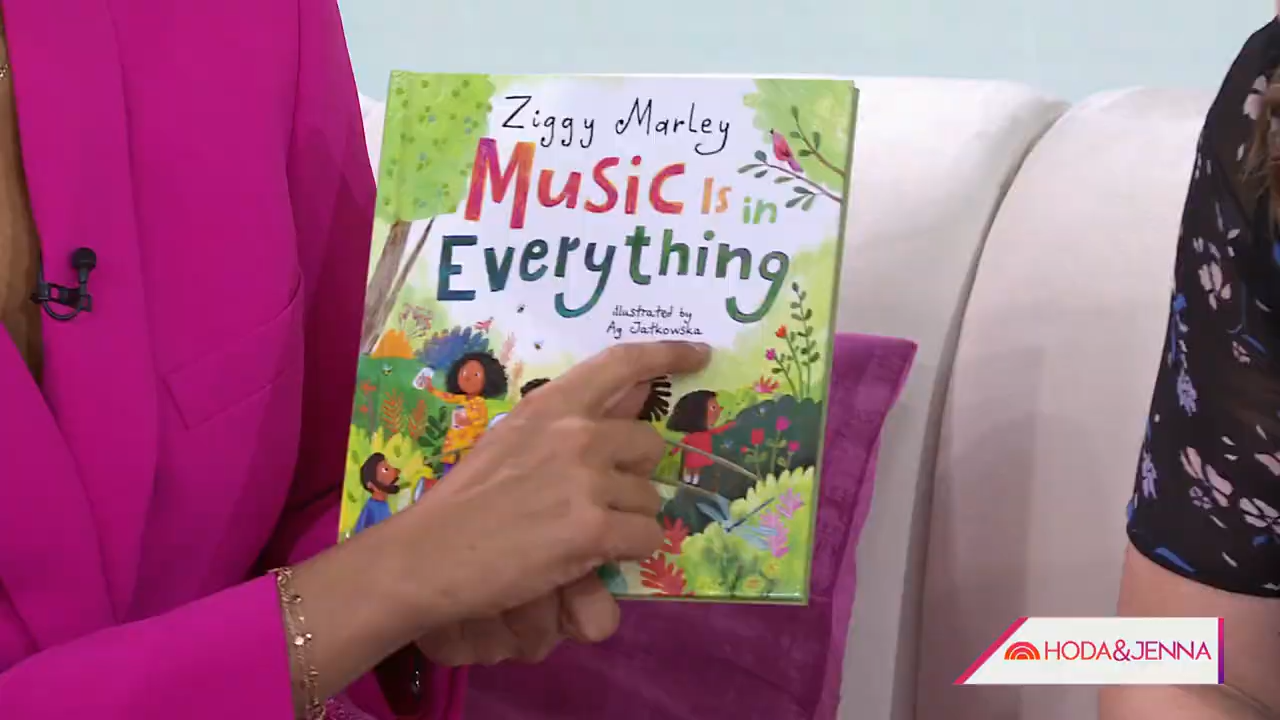 Ziggy Marley
Music Is in
Everything
illustrated by
Ag Jatkowska
HODA&JENNA